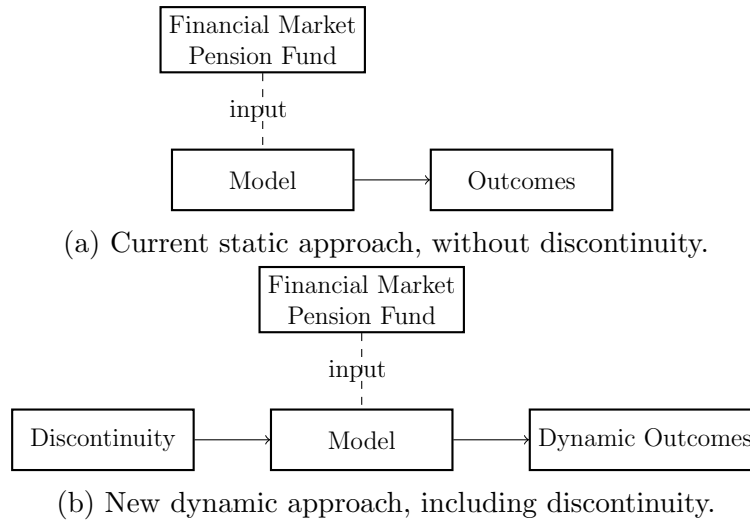 Financial Market
Pension Fund
input
Model
Outcomes
(a) Current static approach, without discontinuity.
Financial Market
Pension Fund
input
Discontinuity
Model
Dynamic Outcomes
(b) New dynamic approach, including discontinuity.